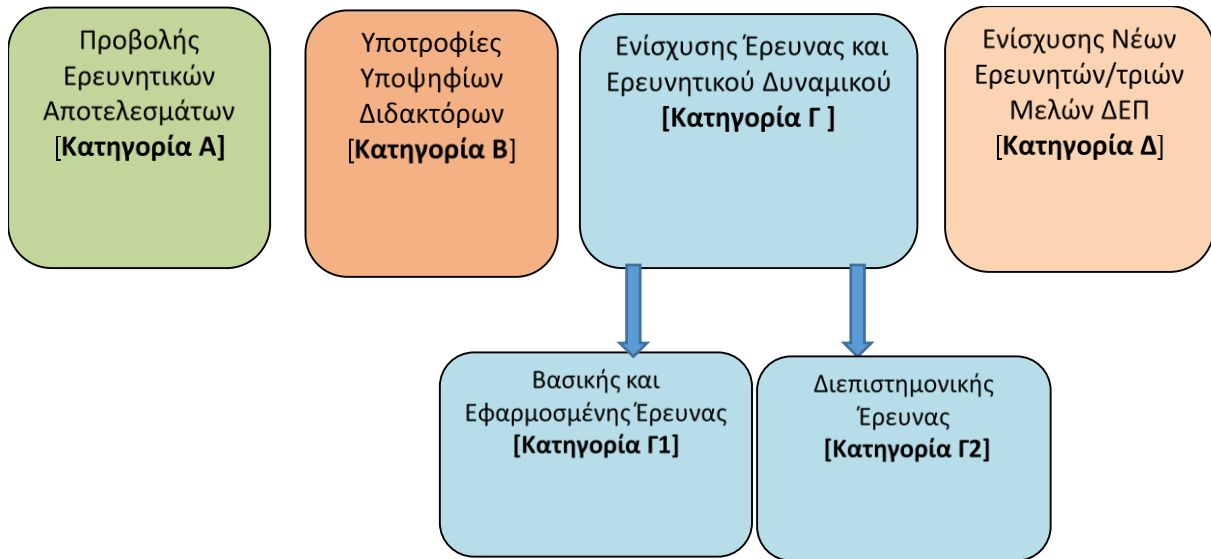 Προβολής
Ερευνητικών
Αποτελεσμάτων
[Κατηγορία Α]
Υποτροφίες
Υποψηφίων
Διδακτόρων
[Κατηγορία Β]
Ενίσχυσης Έρευνας και
Ερευνητικού Δυναμικού
[Κατηγορία Γ ]
Ενίσχυσης Νέων
Ερευνητών/τριών
Μελών ΔΕΠ
[Κατηγορία Δ]
Βασικής και
Εφαρμοσμένης Έρευνας
[Κατηγορία Γ1]
Διεπιστημονικής
Έρευνας
[Κατηγορία Γ2]